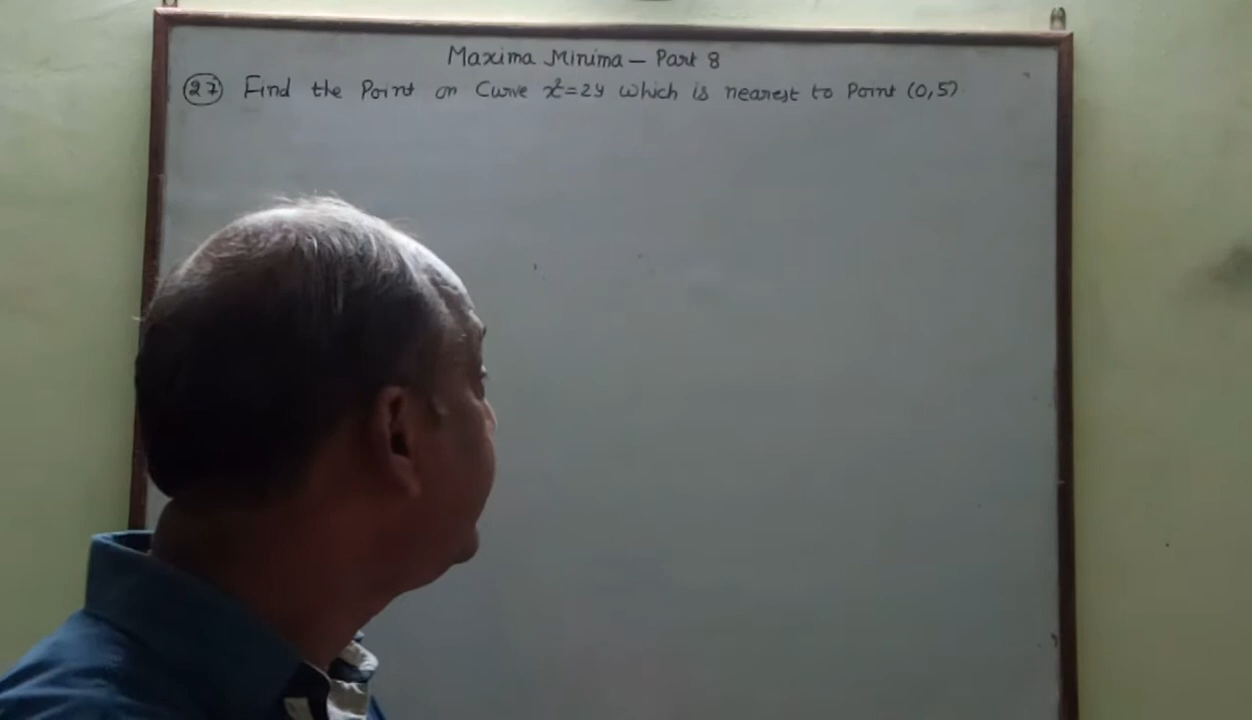 Maxima Minima - Part 8
27 Find the Point on Curve x²=2y which is nearest to Point (0,5)